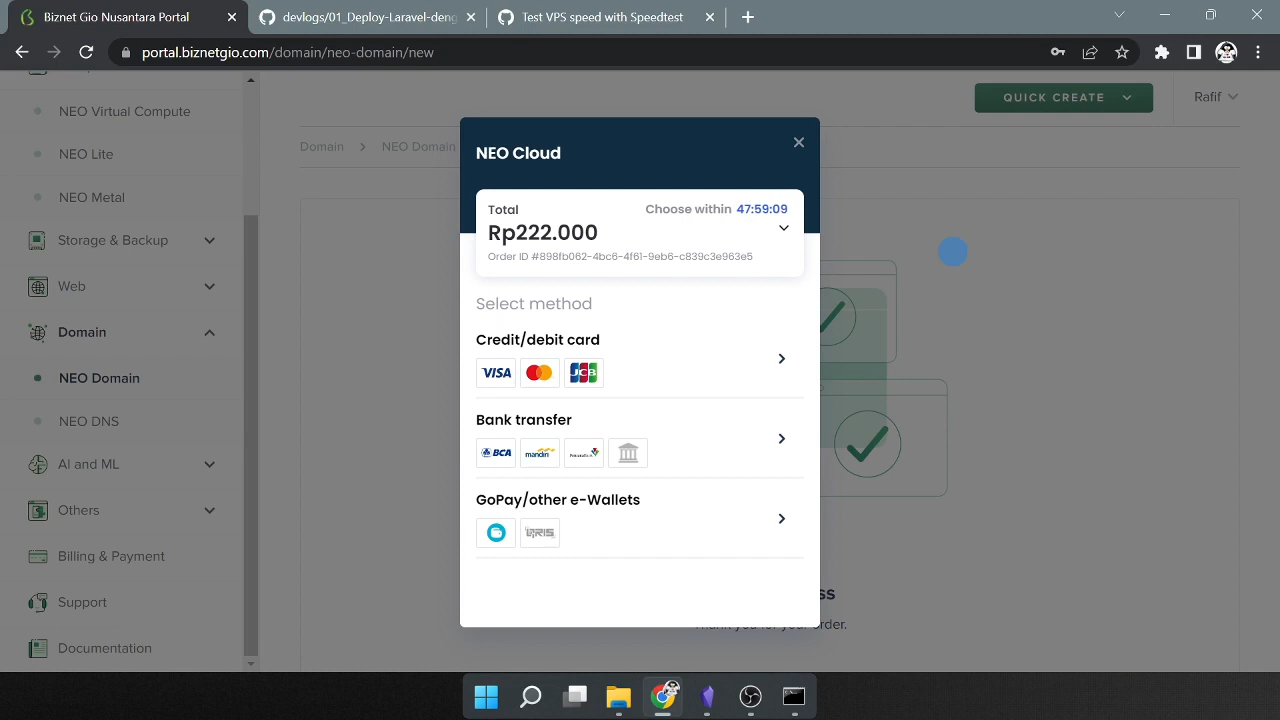 Biznet Gio Nusantara Portal
devlogs/01_Deploy-Laravel-deng
Test VPS speed with Speedtest
portal.biznetgio.com/domain/neo-domain/new
NEO Virtual Compute
NEO Lite
NEO Metal
Storage & Backup
Web
Domain
NEO Domain
NEO DNS
AI and ML
Others
Billing & Payment
Support
Documentation
QUICK CREATE
Rafif
Domain
NEO Domain
NEO Cloud
Total
Choose within 47:59:09
Rp222.000
Order ID #898fb062-4bc6-4f61-9eb6-c839c3e963e5
Select method
Credit/debit card
VISA
JCB
Bank transfer
BCA
mandiri
PermataBank
GoPay/other e-Wallets
QRIS
ss
Thank you for your order.